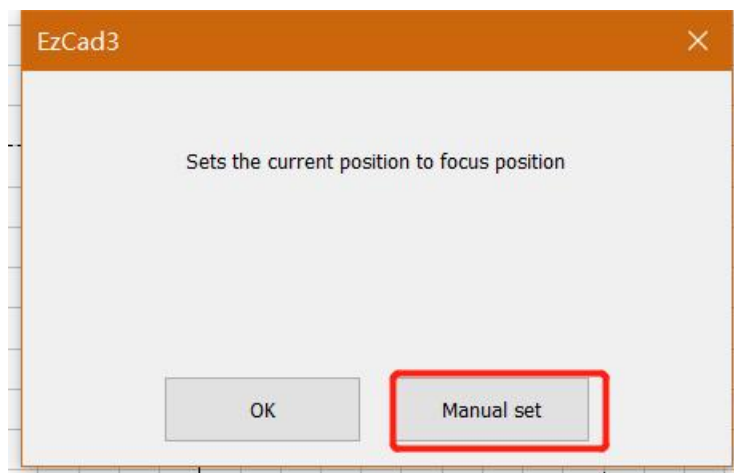 EzCad3
Sets the current position to focus position
OK
Manual set